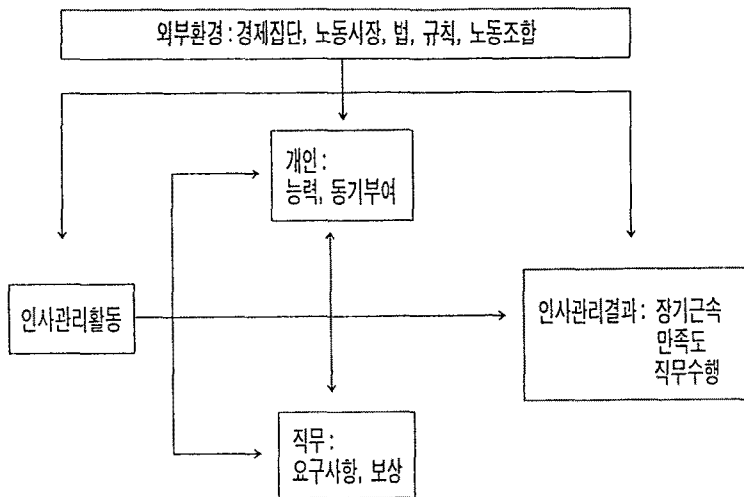 외부환경 : 경제집단, 노동시장, 법, 규칙, 노동조합
개인 :
능력, 동기부여
인사관리활동
인사관리결과 : 장기근속
만족도
직무수행
직무 :
요구사항, 보상